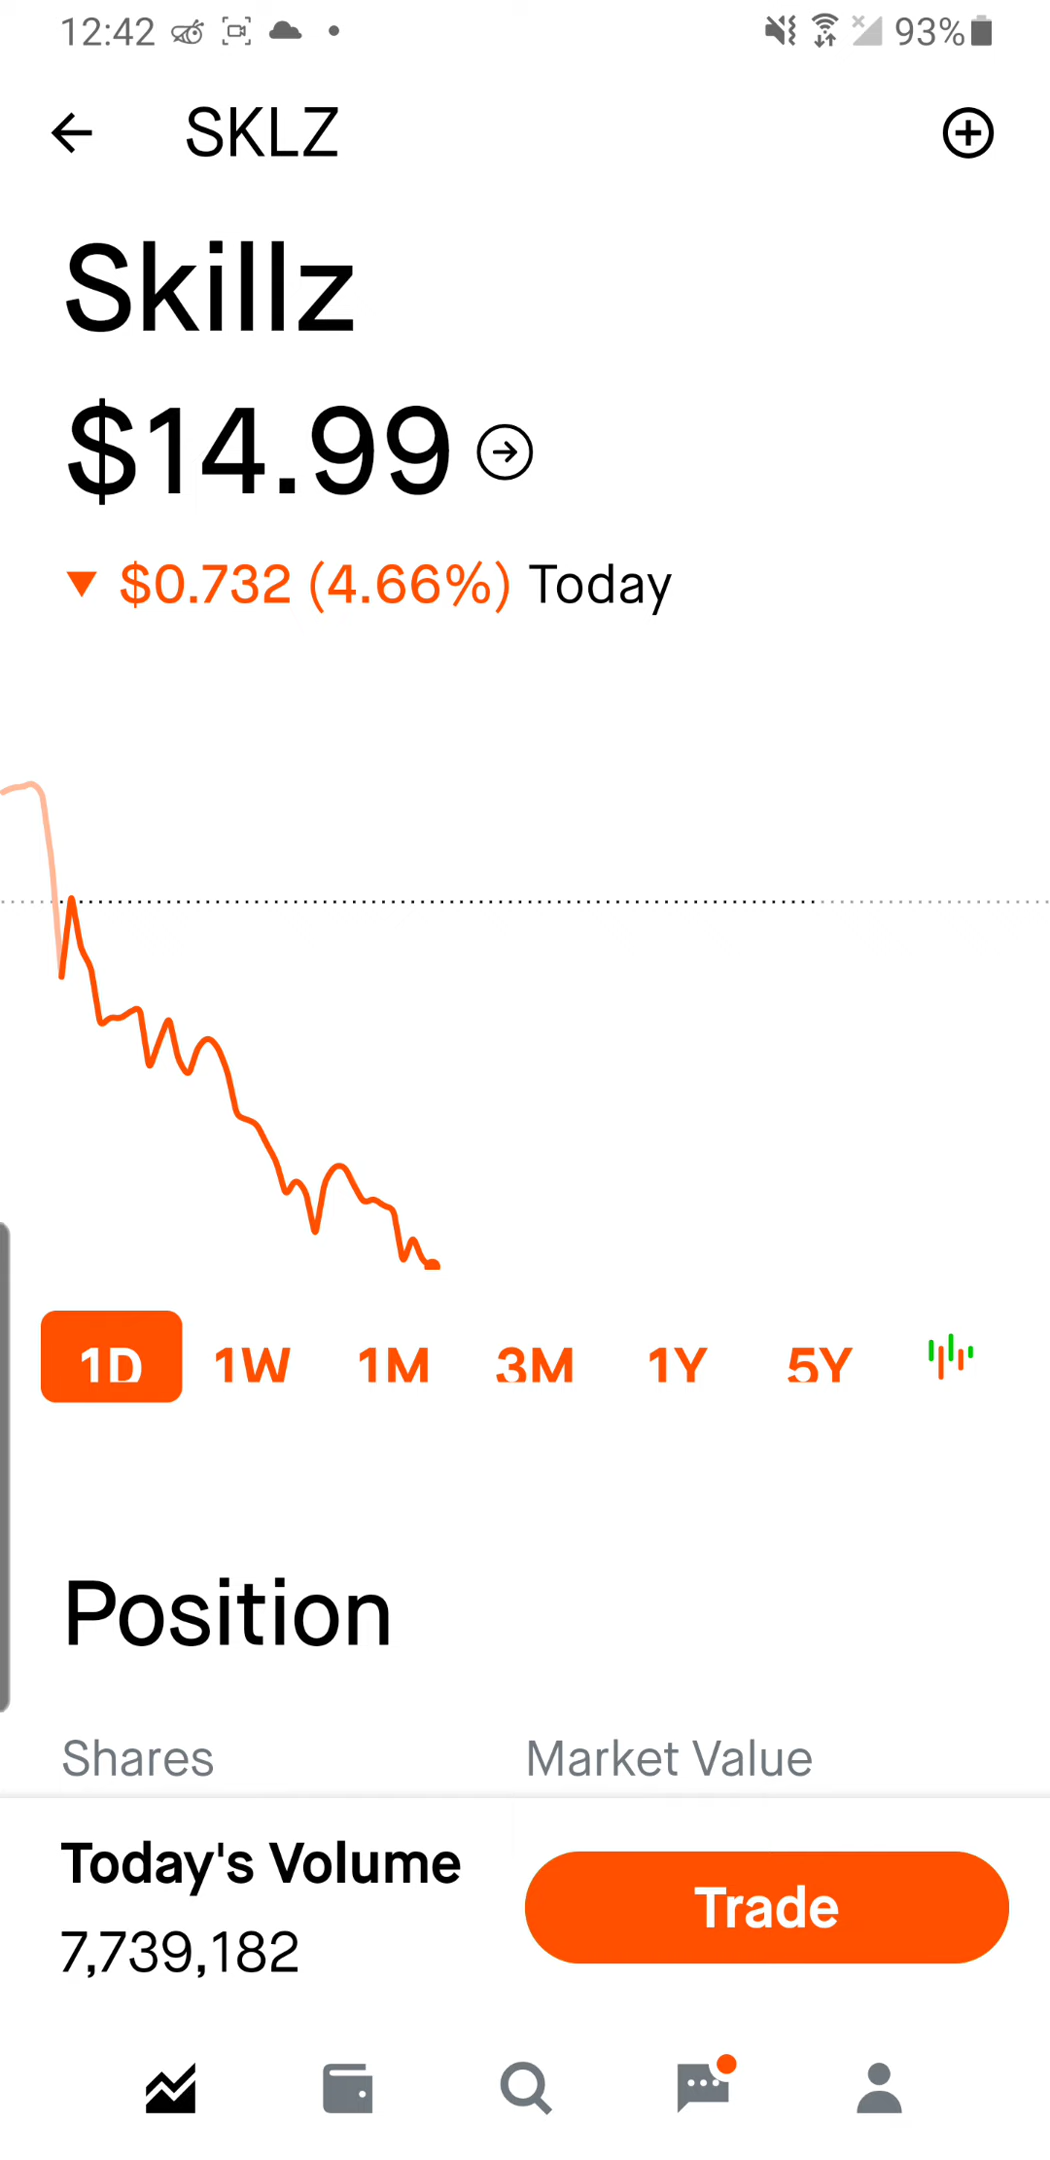 12:42 93%
SKLZ
Skillz
$14.99
$0.732 (4.66%) Today
1D 1W 1M 3M 1Y 5Y
Position
Shares Market Value
Today's Volume
7,739,182
Trade